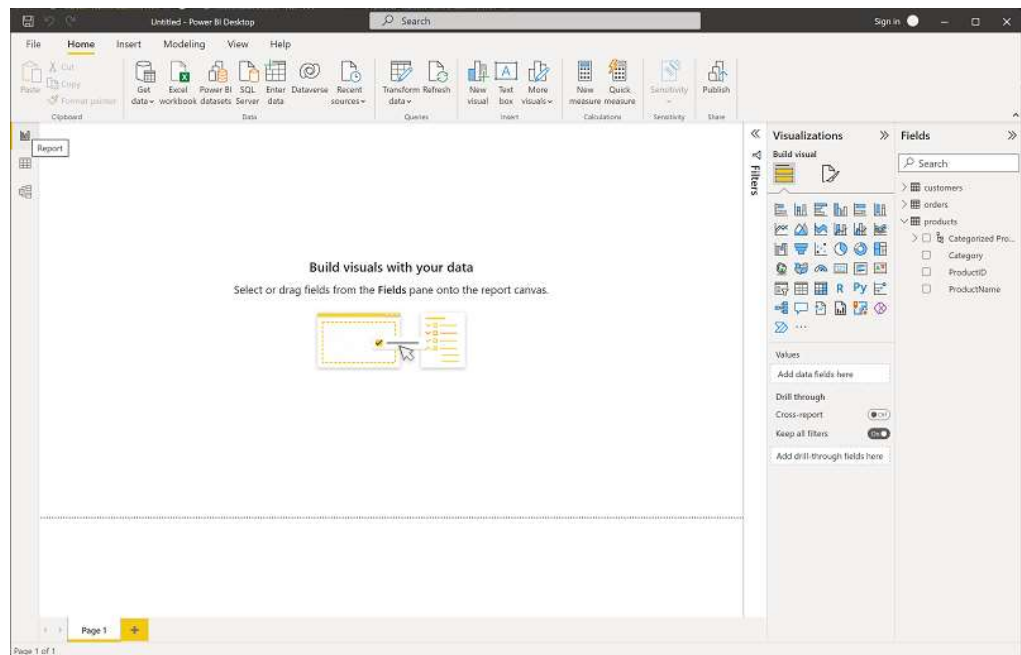 Untitled - Power BI Desktop
Search
Sign in
File Home Insert Modeling View Help
Paste
Cut
Copy
Format painter
Clipboard
Get data
Excel workbook
Power BI datasets
SQL Server
Enter data
Dataverse
Recent sources
Data
Transform data
Refresh
Queries
New visual
Text box
More visuals
Insert
New measure
Quick measure
Calculations
Sensitivity
Sensitivity
Publish
Share
Report
Build visuals with your data
Select or drag fields from the Fields pane onto the report canvas.
Filters
Visualizations
Build visual
R Py
Values
Add data fields here
Drill through
Cross-report
Off
Keep all filters
On
Add drill-through fields here
Fields
Search
customers
orders
products
Categorized Pro...
Category
ProductID
ProductName
Page 1
Page 1 of 1